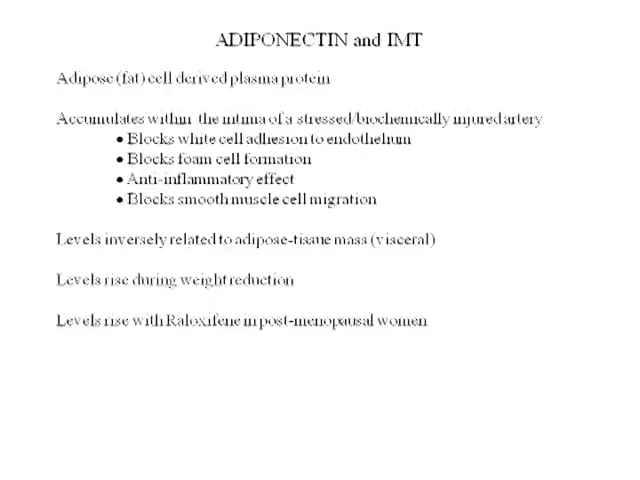 ADIPONECTIN and IMT
Adipose (fat) cell derived plasma protein
Accumulates within the intima of a stressed/biochemically injured artery
• Blocks white cell adhesion to endothelium
• Blocks foam cell formation
• Anti-inflammatory effect
• Blocks smooth muscle cell migration
Levels inversely related to adipose-tissue mass (visceral)
Levels rise during weight reduction
Levels rise with Raloxifene in post-menopausal women